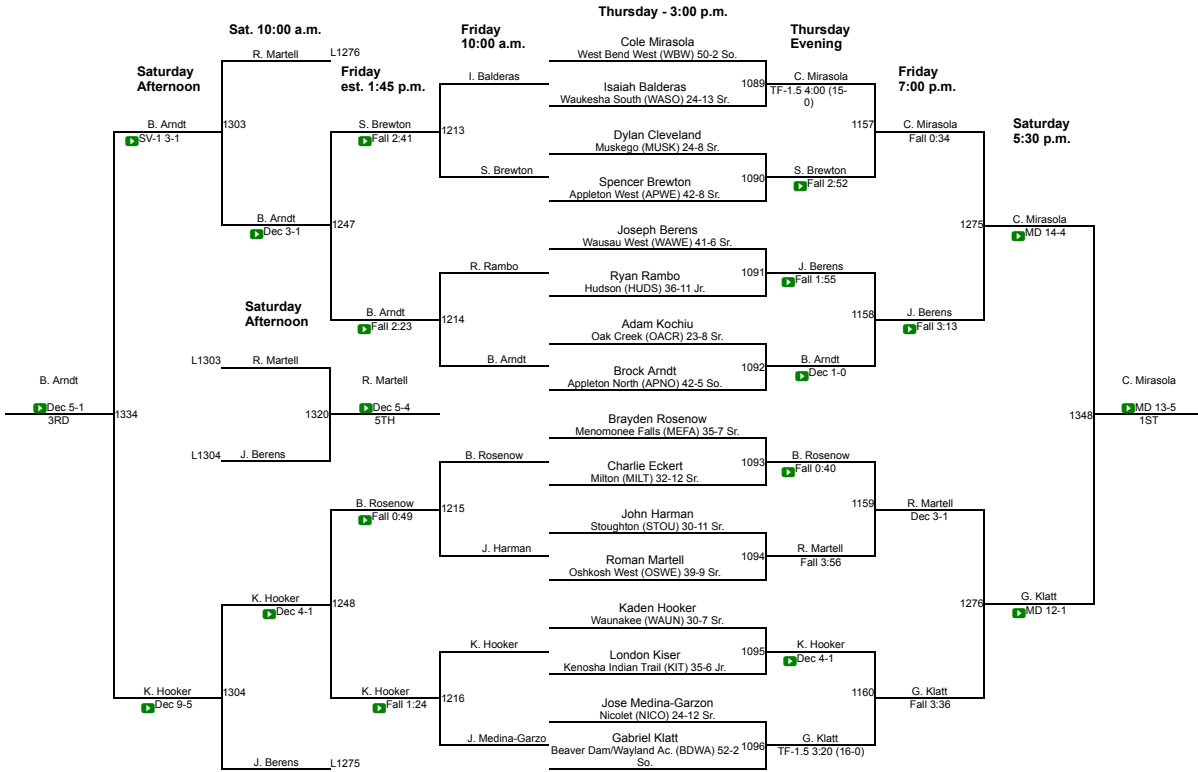 Thursday - 3:00 p.m.
Sat. 10:00 a.m.
Friday
10:00 a.m.
Thursday
Evening
Cole Mirasola
West Bend West (WBW) 50-2 So.
R. Martell
L1276
Saturday
Afternoon
Friday
est. 1:45 p.m.
Friday
7:00 p.m.
I. Balderas
Isaiah Balderas
Waukesha South (WASO) 24-13 Sr.
1089
C. Mirasola
TF-1.5 4:00 (15-
0)
B. Arndt
SV-1 3-1
1303
S. Brewton
Fall 2:41
1213
Dylan Cleveland
Muskego (MUSK) 24-8 Sr.
1157
C. Mirasola
Fall 0:34
Saturday
5:30 p.m.
S. Brewton
Spencer Brewton
Appleton West (APWE) 42-8 Sr.
1090
S. Brewton
Fall 2:52
B. Arndt
Dec 3-1
1247
Joseph Berens
Wausau West (WAWE) 41-6 Sr.
1275
C. Mirasola
MD 14-4
R. Rambo
Ryan Rambo
Hudson (HUDS) 36-11 Jr.
1091
J. Berens
Fall 1:55
Saturday
Afternoon
B. Arndt
Fall 2:23
1214
Adam Kochiu
Oak Creek (OACR) 23-8 Sr.
1158
J. Berens
Fall 3:13
L1303
R. Martell
B. Arndt
Brock Arndt
Appleton North (APNO) 42-5 So.
1092
B. Arndt
Dec 1-0
B. Arndt
Dec 5-1
3RD
1334
1320
R. Martell
Dec 5-4
5TH
Brayden Rosenow
Menomonee Falls (MEFA) 35-7 Sr.
1348
C. Mirasola
MD 13-5
1ST
L1304
J. Berens
B. Rosenow
Charlie Eckert
Milton (MILT) 32-12 Sr.
1093
B. Rosenow
Fall 0:40
B. Rosenow
Fall 0:49
1215
John Harman
Stoughton (STOU) 30-11 Sr.
1159
R. Martell
Dec 3-1
J. Harman
Roman Martell
Oshkosh West (OSWE) 39-9 Sr.
1094
R. Martell
Fall 3:56
K. Hooker
Dec 4-1
1248
Kaden Hooker
Waunakee (WAUN) 30-7 Sr.
1276
G. Klatt
MD 12-1
K. Hooker
London Kiser
Kenosha Indian Trail (KIT) 35-6 Jr.
1095
K. Hooker
Dec 4-1
K. Hooker
Dec 9-5
1304
K. Hooker
Fall 1:24
1216
Jose Medina-Garzon
Nicolet (NICO) 24-12 Sr.
1160
G. Klatt
Fall 3:36
J. Berens
L1275
J. Medina-Garzo
Gabriel Klatt
Beaver Dam/Wayland Ac. (BDWA) 52-2
So.
1096
G. Klatt
TF-1.5 3:20 (16-0)